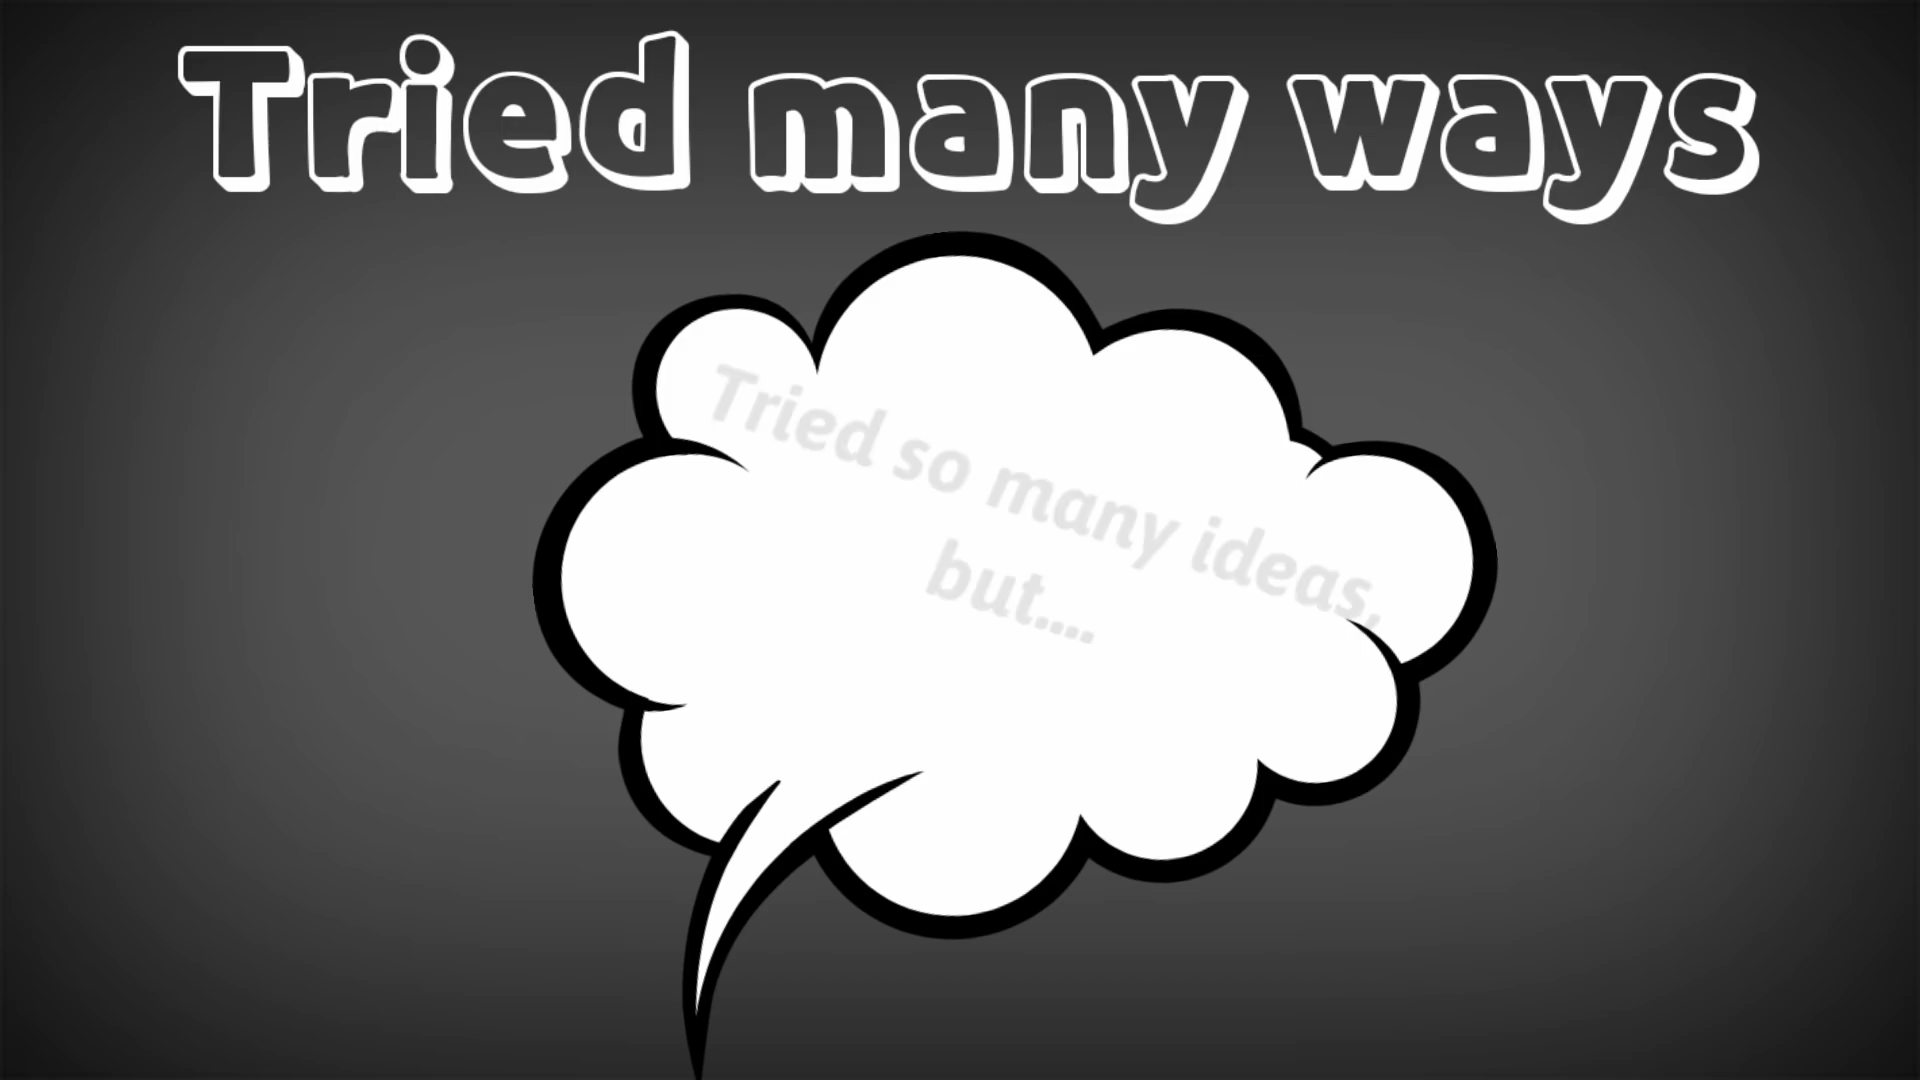 Tried many ways
Tried so many ideas,
but....